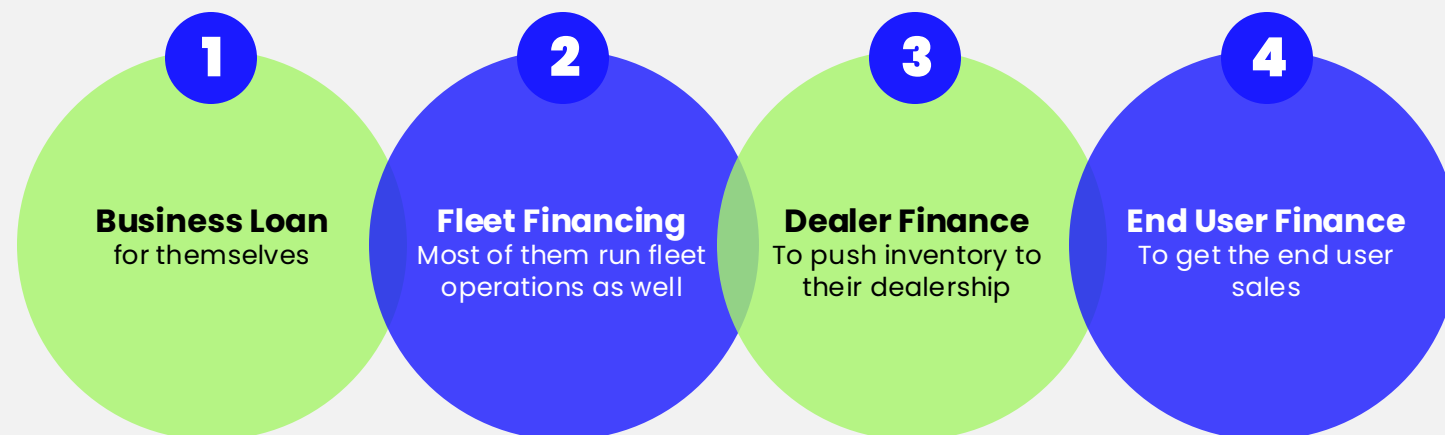 1
Business Loan
for themselves
2
Fleet Financing
Most of them run fleet
operations as well
3
Dealer Finance
To push inventory to
their dealership
4
End User Finance
To get the end user
sales